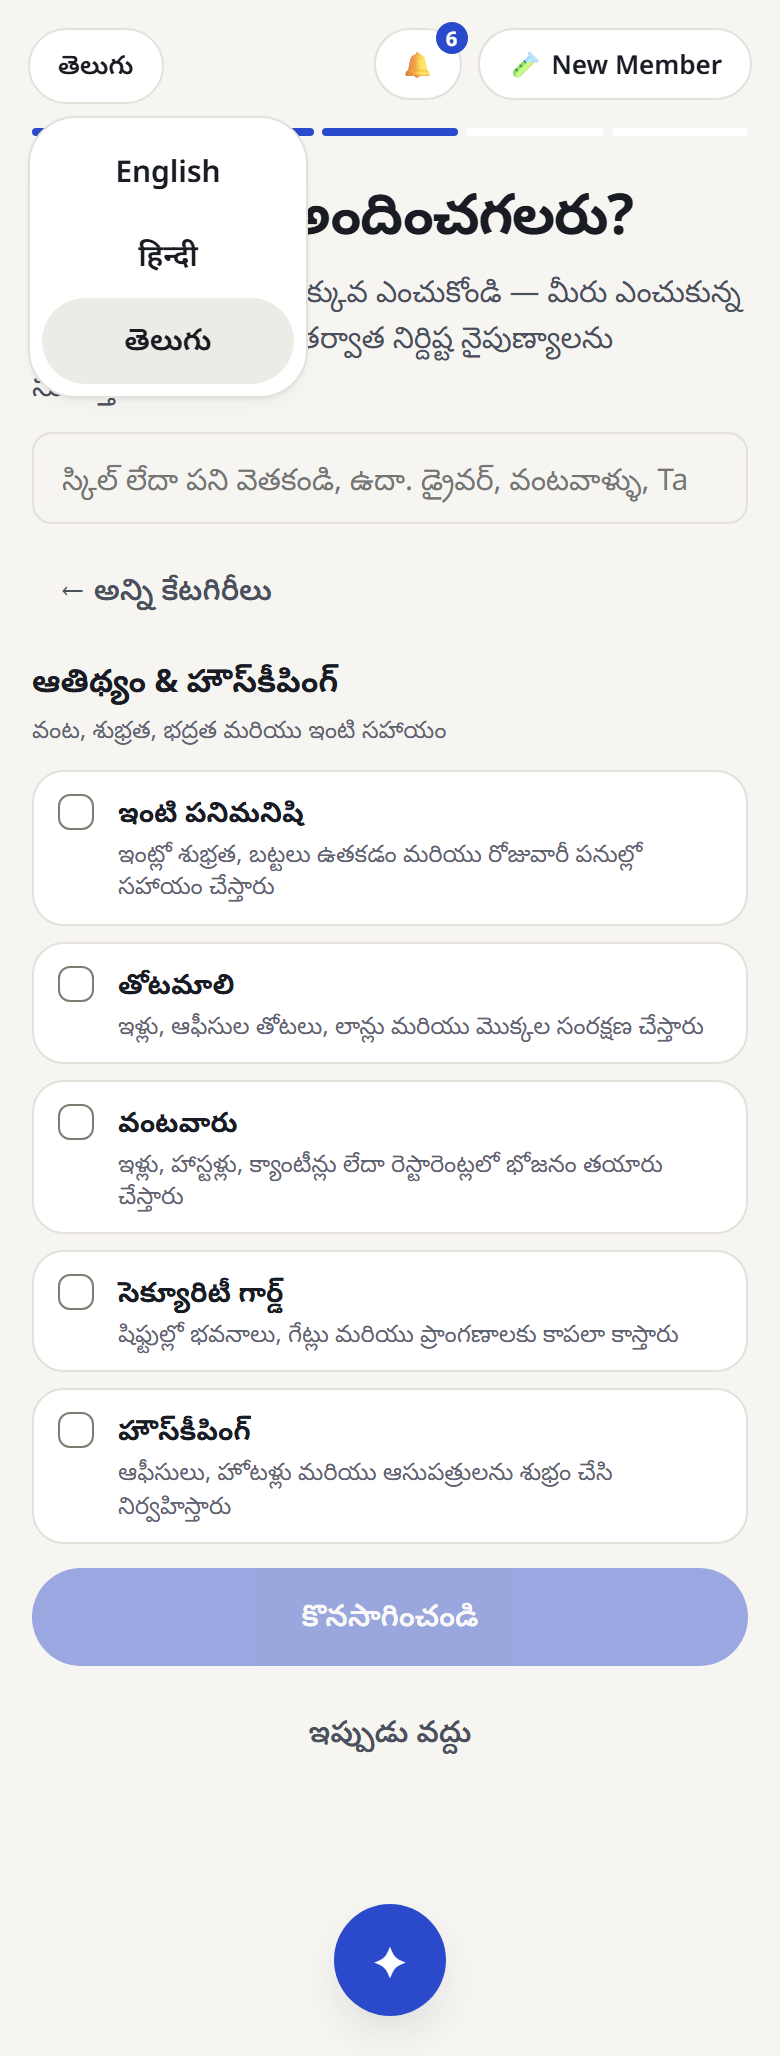 తెలుగు
6
New Member
English
हिन्दी
తెలుగు
అందించగలరు?
ఎంచుకోండి — మీరు ఎంచుకున్న
తర్వాత నిర్దిష్ట నైపుణ్యాలను
స్కిల్ లేదా పని వెతకండి, ఉదా. డ్రైవర్, వంటవాళ్ళు, Ta
← అన్ని కేటగిరీలు
ఆతిథ్యం & హౌస్‌కీపింగ్
వంట, శుభ్రత, భద్రత మరియు ఇంటి సహాయం
ఇంటి పనిమనిషి
ఇంట్లో శుభ్రత, బట్టలు ఉతకడం మరియు రోజువారీ పనుల్లో
సహాయం చేస్తారు
తోటమాలి
ఇళ్లు, ఆఫీసుల తోటలు, లాన్లు మరియు మొక్కల సంరక్షణ చేస్తారు
వంటవారు
ఇళ్లు, హాస్టళ్లు, క్యాంటీన్లు లేదా రెస్టారెంట్లలో భోజనం తయారు
చేస్తారు
సెక్యూరిటీ గార్డ్
షిఫ్టుల్లో భవనాలు, గేట్లు మరియు ప్రాంగణాలకు కాపలా కాస్తారు
హౌస్‌కీపింగ్
ఆఫీసులు, హోటళ్లు మరియు ఆసుపత్రులను శుభ్రం చేసి
నిర్వహిస్తారు
కొనసాగించండి
ఇప్పుడు వద్దు